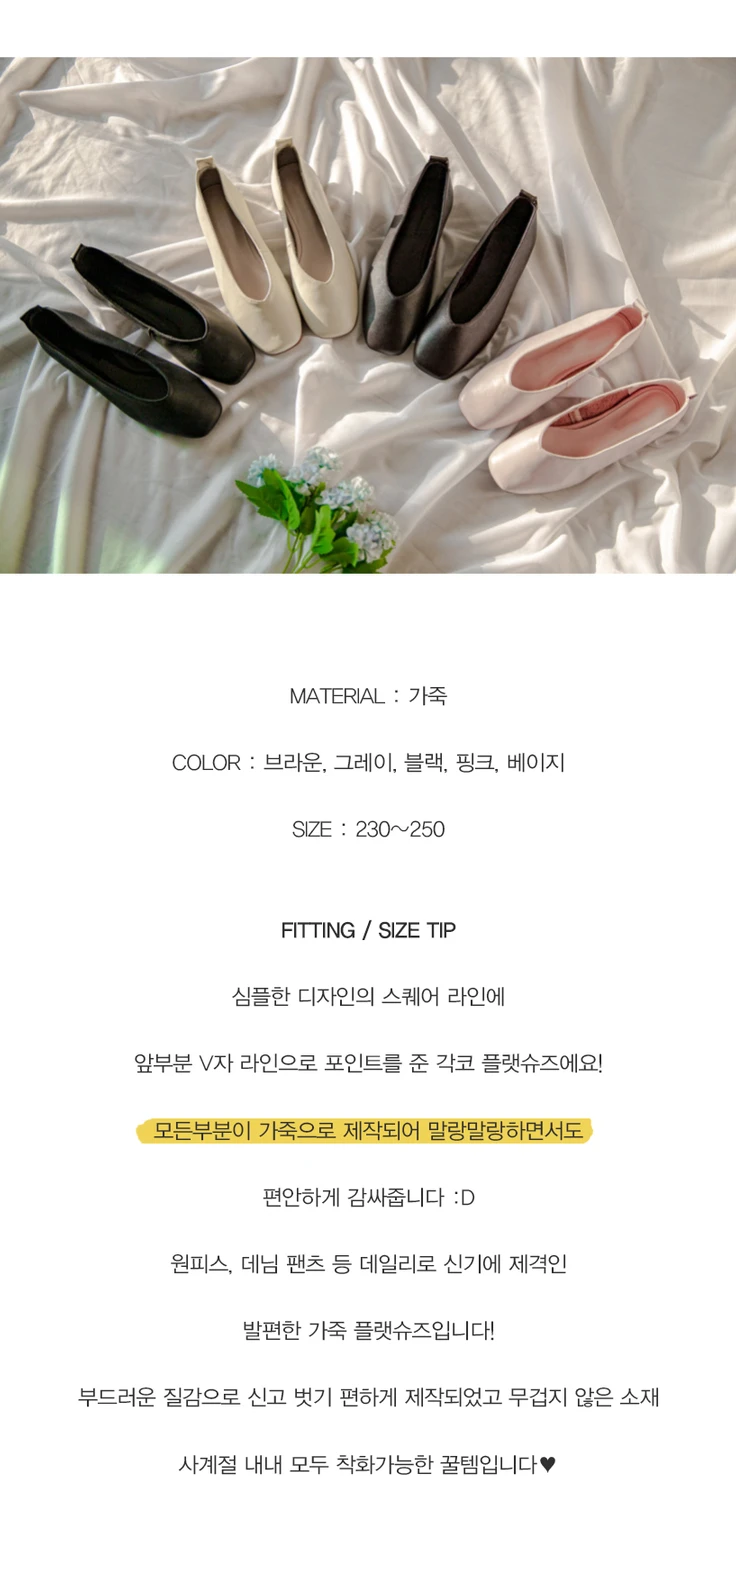 MATERIAL : 가죽
COLOR : 브라운, 그레이, 블랙, 핑크, 베이지
SIZE : 230~250
FITTING / SIZE TIP
심플한 디자인의 스퀘어 라인에
앞부분 V자 라인으로 포인트를 준 각코 플랫슈즈에요!
모든부분이 가죽으로 제작되어 말랑말랑하면서도
편안하게 감싸줍니다 :D
원피스, 데님 팬츠 등 데일리로 신기에 제격인
발편한 가죽 플랫슈즈입니다!
부드러운 질감으로 신고 벗기 편하게 제작되었고 무겁지 않은 소재
사계절 내내 모두 착화가능한 꿀템입니다♥